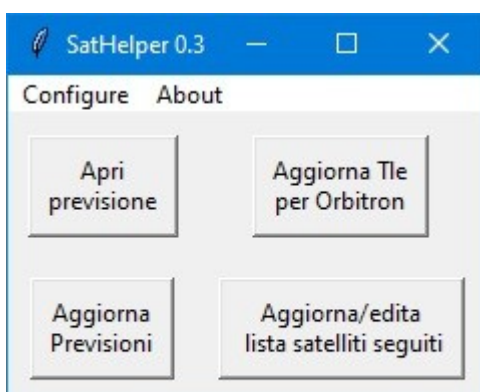 SatHelper 0.3
Configure About
Apri
previsione
Aggiorna Tle
per Orbitron
Aggiorna
Previsioni
Aggiorna/edita
lista satelliti seguiti